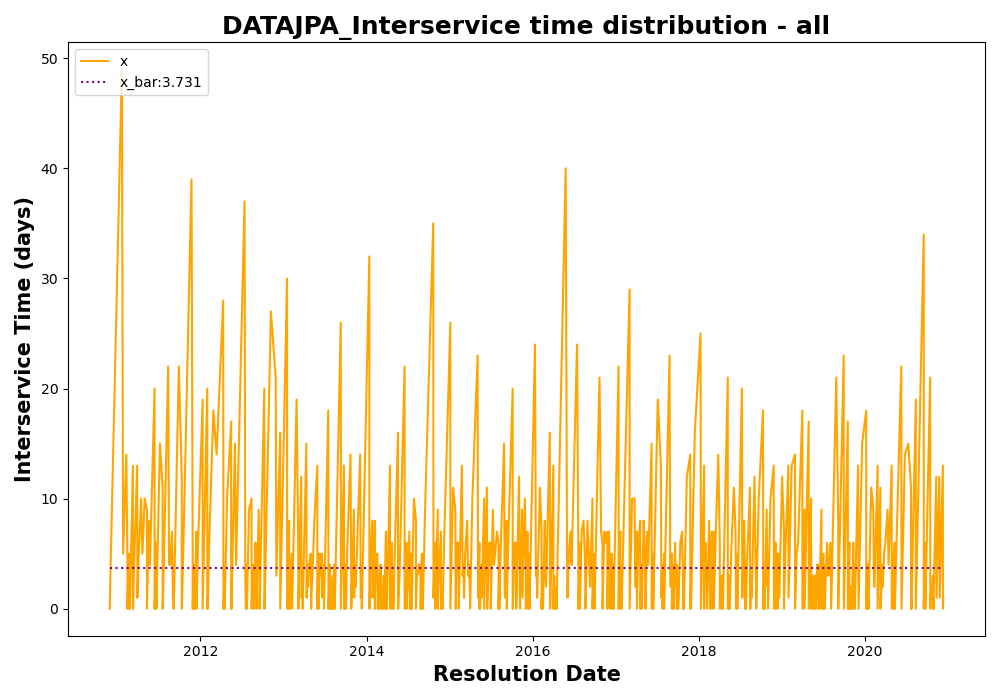 DATAJPA_Interservice time distribution - all
x
x_bar:3.731
Interservice Time (days)
50
40
30
20
10
0
2012
2014
2016
2018
2020
Resolution Date